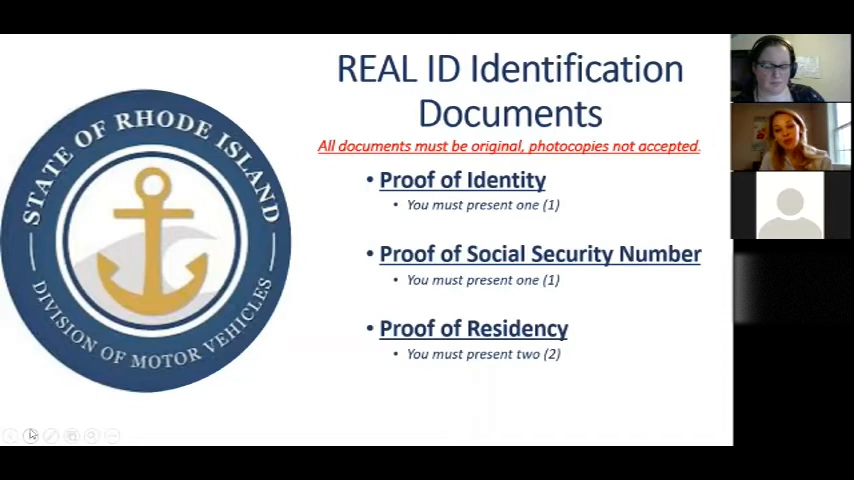 REAL ID Identification
Documents
All documents must be original, photocopies not accepted.
• Proof of Identity
• You must present one (1)
• Proof of Social Security Number
• You must present one (1)
• Proof of Residency
• You must present two (2)
STATE OF RHODE ISLAND
DIVISION OF MOTOR VEHICLES